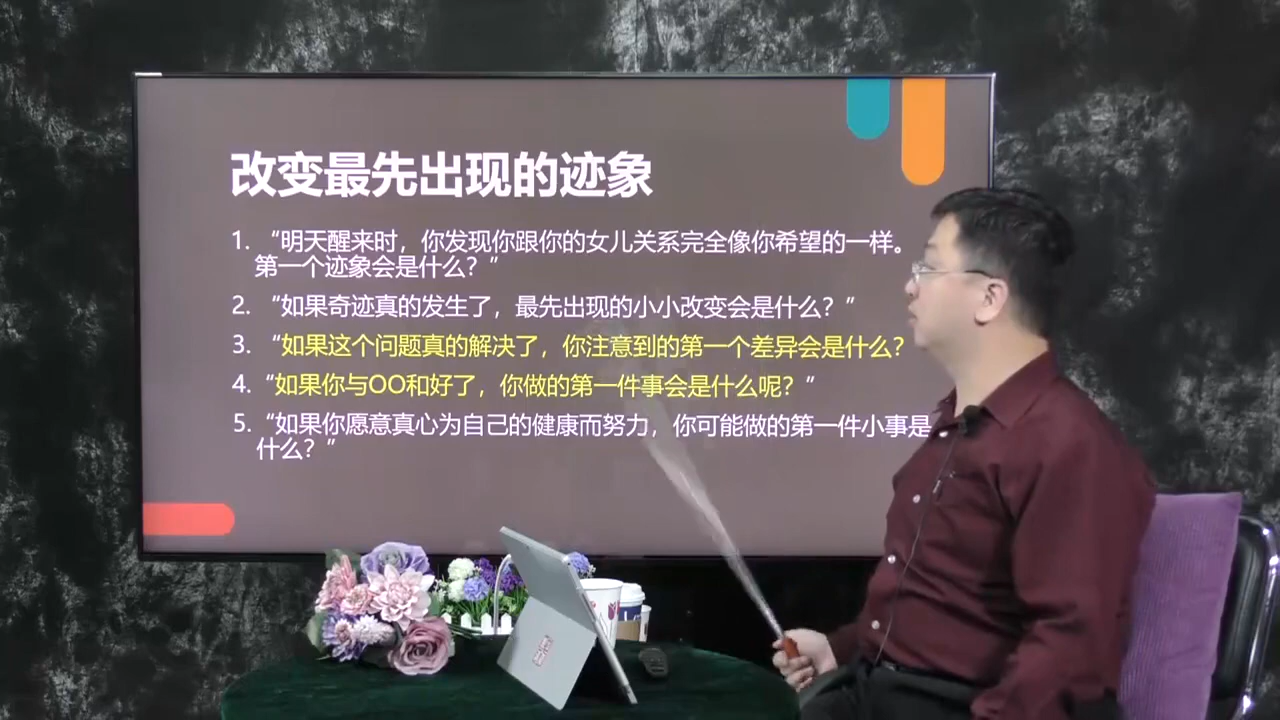 改变最先出现的迹象
1. “明天醒来时，你发现你跟你的女儿关系完全像你希望的一样。
第一个迹象会是什么？”
2. “如果奇迹真的发生了，最先出现的小小改变会是什么？”
3. “如果这个问题真的解决了，你注意到的第一个差异会是什么？
4. “如果你与OO和好了，你做的第一件事会是什么呢？”
5. “如果你愿意真心为自己的健康而努力，你可能做的第一件小事是
什么？”